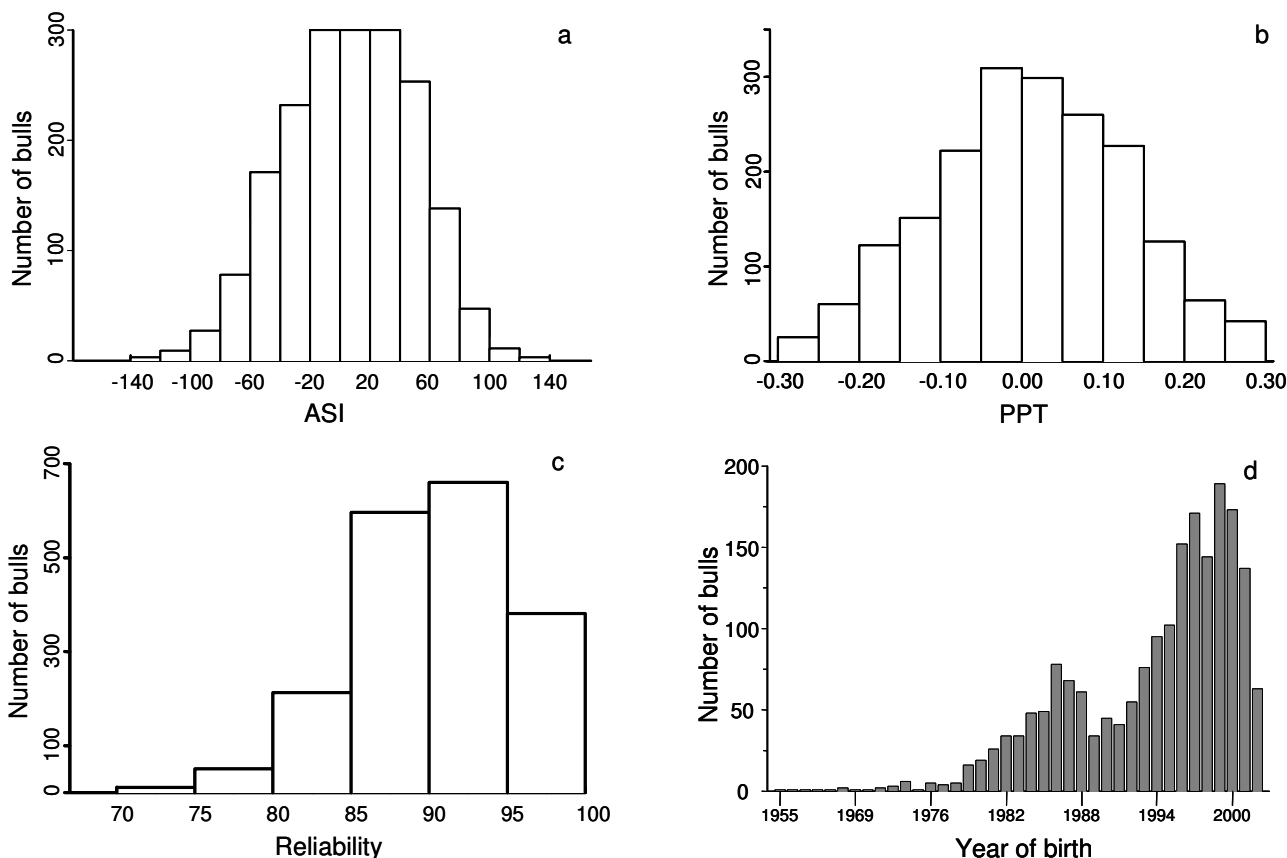 a
300
200
100
0
Number of bulls
-140 -100 -60 -20 20 60 100 140
ASI
b
300
200
100
0
Number of bulls
-0.30 -0.20 -0.10 0.00 0.10 0.20 0.30
PPT
c
700
500
300
100
0
Number of bulls
70 75 80 85 90 95 100
Reliability
d
200
150
100
50
0
Number of bulls
1955 1969 1976 1982 1988 1994 2000
Year of birth